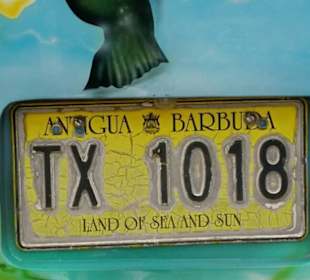 ANTIGUA BARBUDA
TX 1018
LAND OF SEA AND SUN